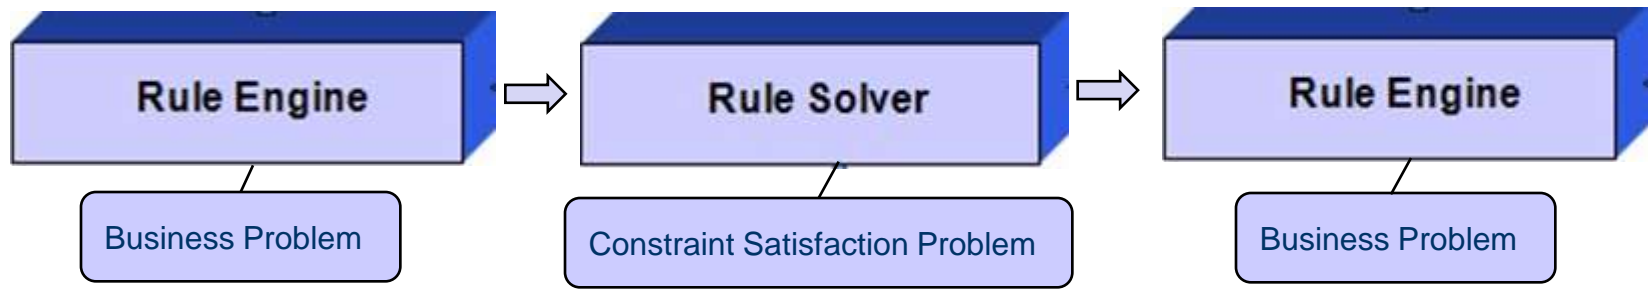 Rule Engine
Rule Solver
Rule Engine
Business Problem
Constraint Satisfaction Problem
Business Problem